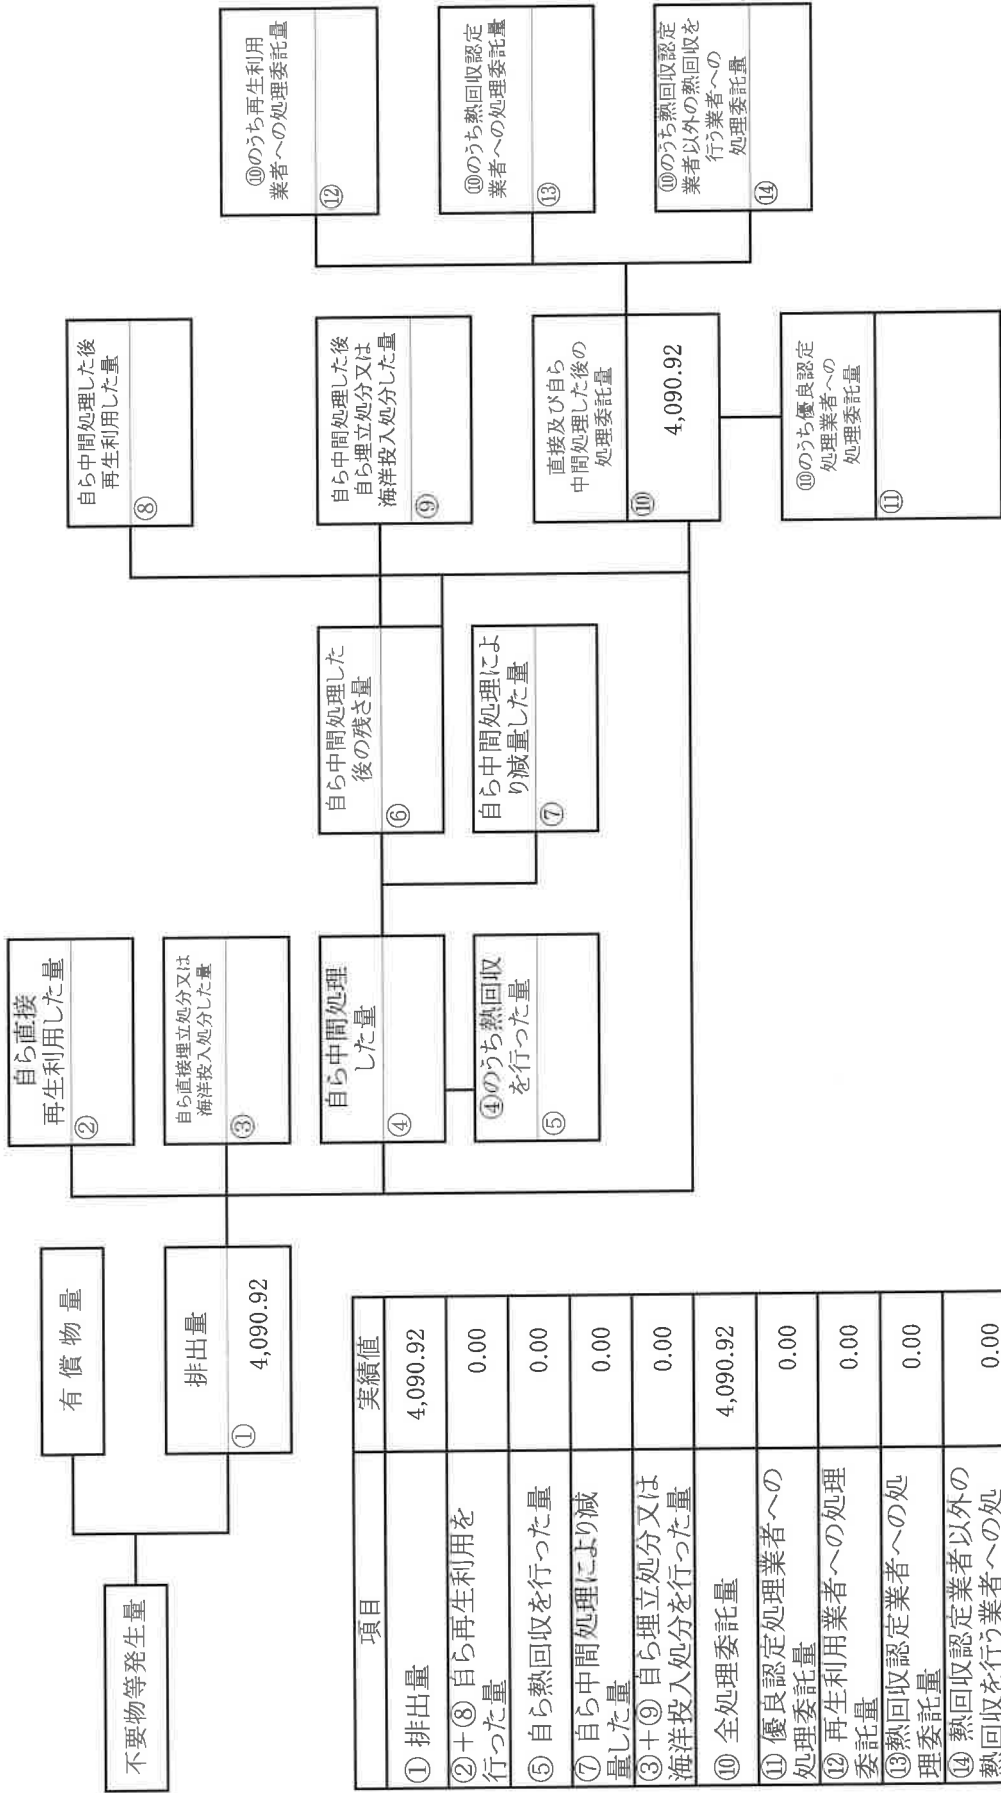 不要物等発生量
有償物量
排出量
①
4,090.92
自ら直接
再生利用した量
②
自ら直接埋立処分又は
海洋投入処分した量
③
自ら中間処理
した量
④
④のうち熱回収
を行った量
⑤
自ら中間処理した
後の残さ量
⑥
自ら中間処理によ
り減量した量
⑦
自ら中間処理した後
再生利用した量
⑧
自ら中間処理した後
自ら埋立処分又は
海洋投入処分した量
⑨
直接及び自ら
中間処理した後の
処理委託量
⑩
4,090.92
⑩のうち優良認定
処理業者への
処理委託量
⑪
⑩のうち再生利用
業者への処理委託量
⑫
⑩のうち熱回収認定
業者への処理委託量
⑬
⑩のうち熱回収認定
業者以外の熱回収を
行う業者への
処理委託量
⑭
項目 実績値
① 排出量 4,090.92
②+⑧ 自ら再生利用を
行った量 0.00
⑤ 自ら熱回収を行った量 0.00
⑦ 自ら中間処理により減
量した量 0.00
③+⑨ 自ら埋立処分又は
海洋投入処分を行った量 0.00
⑩ 全処理委託量 4,090.92
⑪ 優良認定処理業者への
処理委託量 0.00
⑫ 再生利用業者への処理
委託量 0.00
⑬ 熱回収認定業者への処
理委託量 0.00
⑭ 熱回収認定業者以外の
熱回収を行う業者への処 0.00